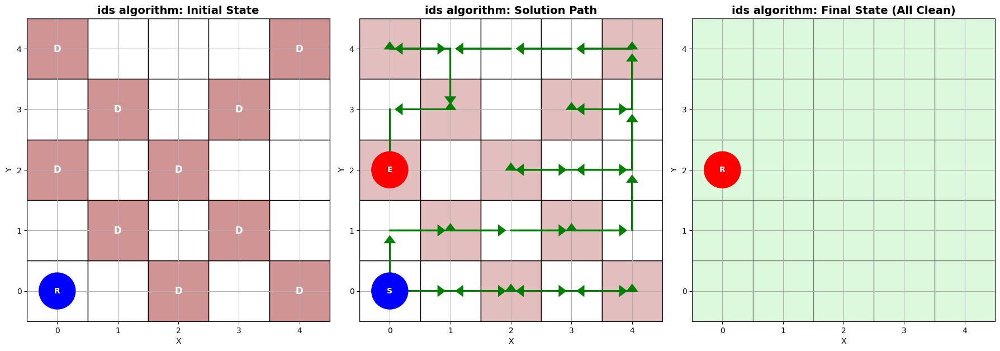 ids algorithm: Initial State
D
D
4
D
D
3
D
D
2
D
D
1
R
D
D
0
0 1 2 3 4
X
Y
ids algorithm: Solution Path
4
3
E
2
1
S
0
0 1 2 3 4
X
Y
ids algorithm: Final State (All Clean)
4
3
R
2
1
0
0 1 2 3 4
X
Y